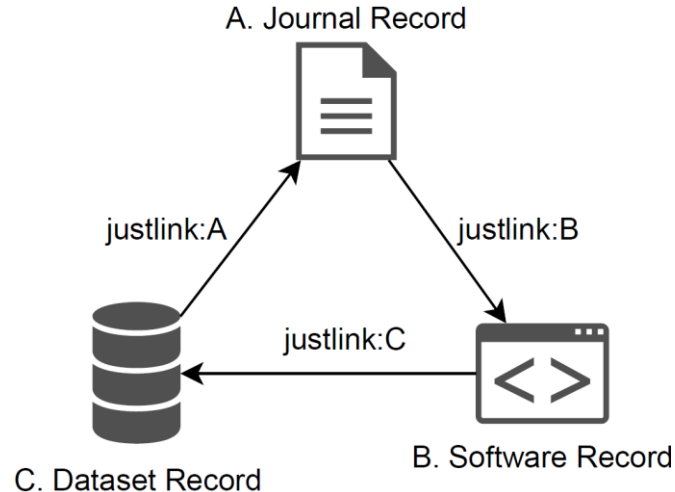 A. Journal Record
justlink:A
justlink:B
justlink:C
< >
B. Software Record
C. Dataset Record